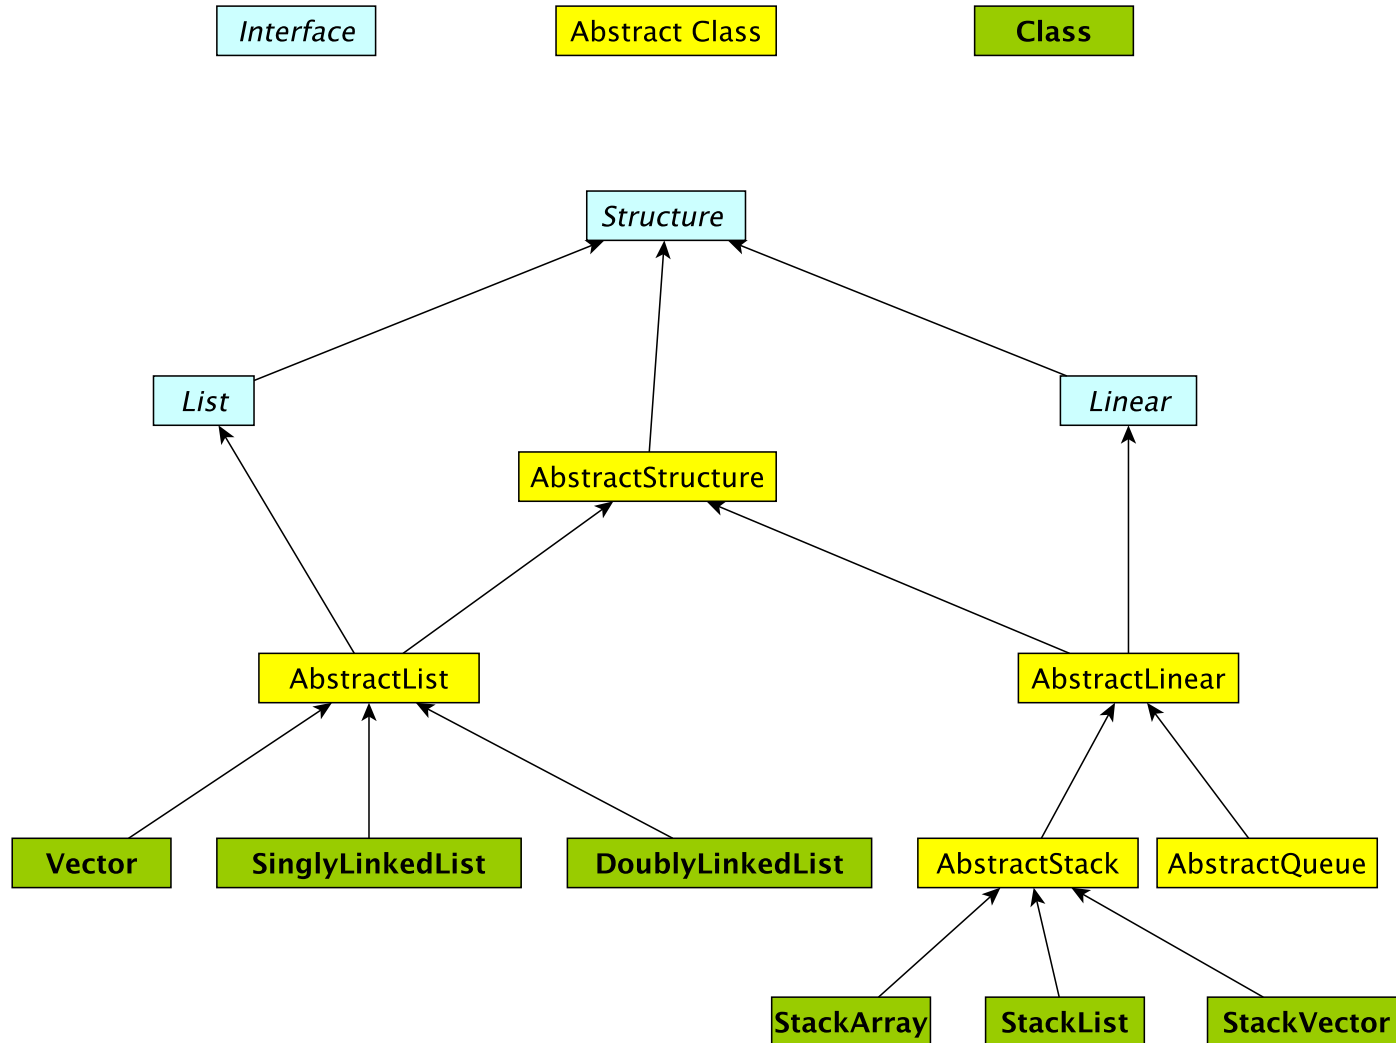 Interface
Abstract Class
Class
Structure
List
Linear
AbstractStructure
AbstractList
AbstractLinear
Vector
SinglyLinkedList
DoublyLinkedList
AbstractStack
AbstractQueue
StackArray
StackList
StackVector